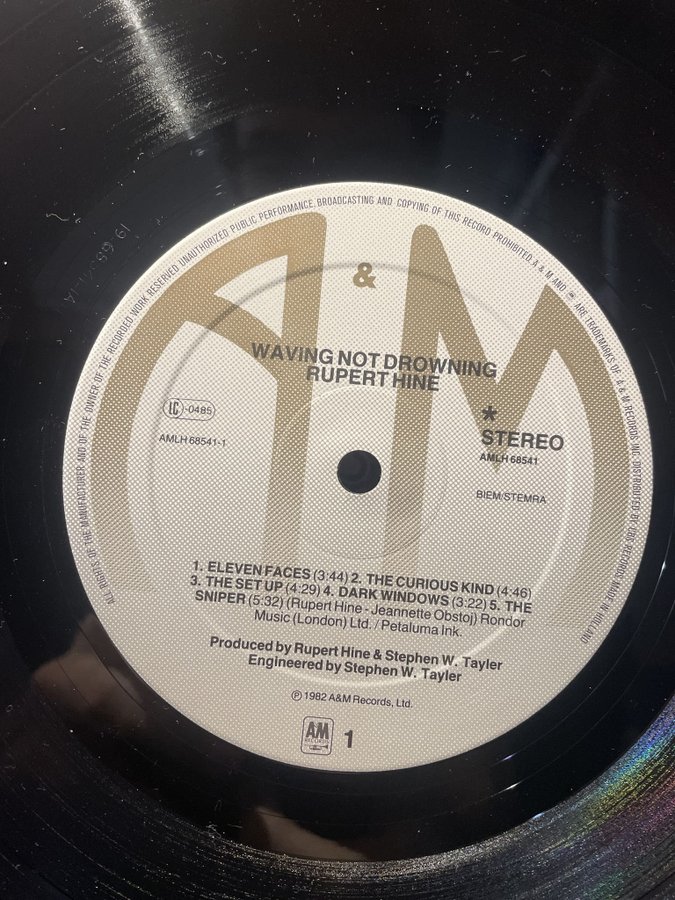 ALL RIGHTS OF THE MANUFACTURER AND OF THE OWNER OF THE RECORDED WORK RESERVED UNAUTHORIZED PUBLIC PERFORMANCE, BROADCASTING AND COPYING OF THIS RECORD PROHIBITED A & M AND ARE TRADEMARKS OF A & M RECORDS INC. DISTRIBUTED BY CBS RECORDS MADE IN HOLLAND
A & M
WAVING NOT DROWNING
RUPERT HINE
LC-0485
*
STEREO
AMLH 68541-1
AMLH 68541
BIEM/STEMRA
1. ELEVEN FACES (3:44) 2. THE CURIOUS KIND (4:46)
3. THE SET UP (4:29) 4. DARK WINDOWS (3:22) 5. THE
SNIPER (5:32) (Rupert Hine - Jeannette Obstoj) Rondor
Music (London) Ltd. / Petaluma Ink.
Produced by Rupert Hine & Stephen W. Tayler
Engineered by Stephen W. Tayler
℗ 1982 A&M Records, Ltd.
AM
RECORDS
1